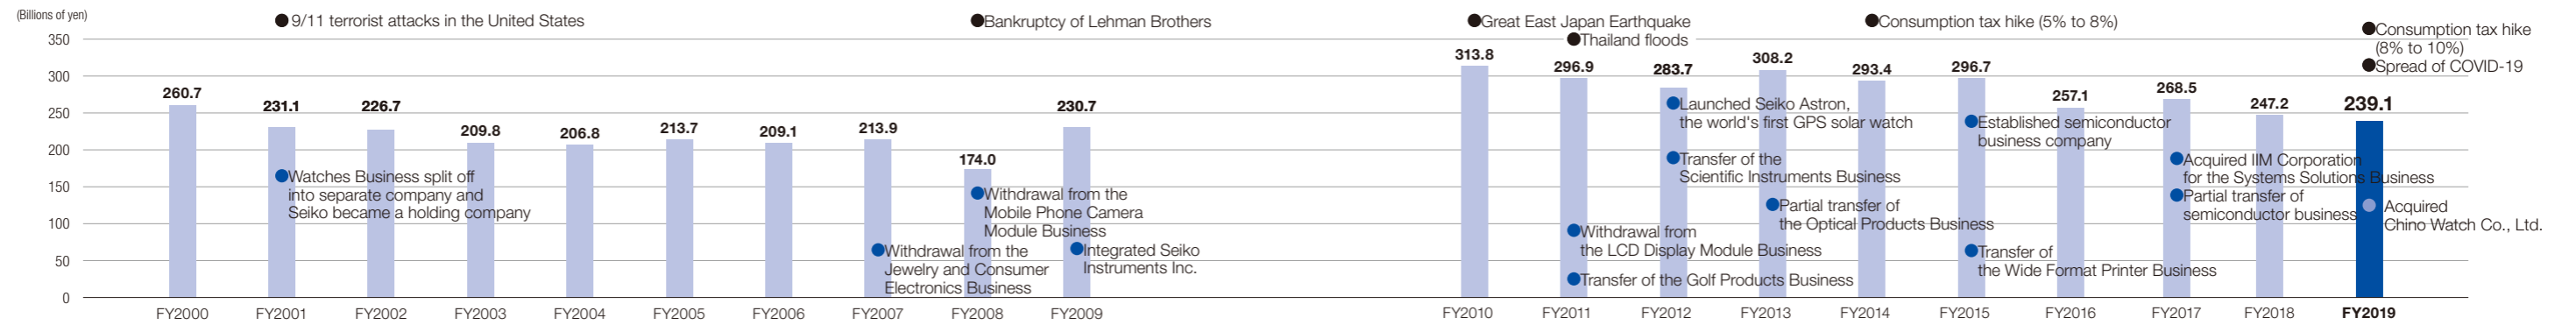 (Billions of yen)
●9/11 terrorist attacks in the United States
●Bankruptcy of Lehman Brothers
●Great East Japan Earthquake
●Thailand floods
●Consumption tax hike (5% to 8%)
●Consumption tax hike
(8% to 10%)
●Spread of COVID-19
350
300
250
200
150
100
50
0
260.7
231.1
226.7
209.8
206.8
213.7
209.1
213.9
174.0
230.7
313.8
296.9
283.7
308.2
293.4
296.7
257.1
268.5
247.2
239.1
●Watches Business split off
into separate company and
Seiko became a holding company
●Withdrawal from the
Jewelry and Consumer
Electronics Business
●Withdrawal from the
Mobile Phone Camera
Module Business
●Integrated Seiko
Instruments Inc.
●Withdrawal from
the LCD Display Module Business
●Transfer of the Golf Products Business
●Launched Seiko Astron,
the world's first GPS solar watch
●Transfer of the
Scientific Instruments Business
●Partial transfer of
the Optical Products Business
●Established semiconductor
business company
●Transfer of
the Wide Format Printer Business
●Acquired IIM Corporation
for the Systems Solutions Business
●Partial transfer of
semiconductor business
●Acquired
Chino Watch Co., Ltd.
FY2000
FY2001
FY2002
FY2003
FY2004
FY2005
FY2006
FY2007
FY2008
FY2009
FY2010
FY2011
FY2012
FY2013
FY2014
FY2015
FY2016
FY2017
FY2018
FY2019